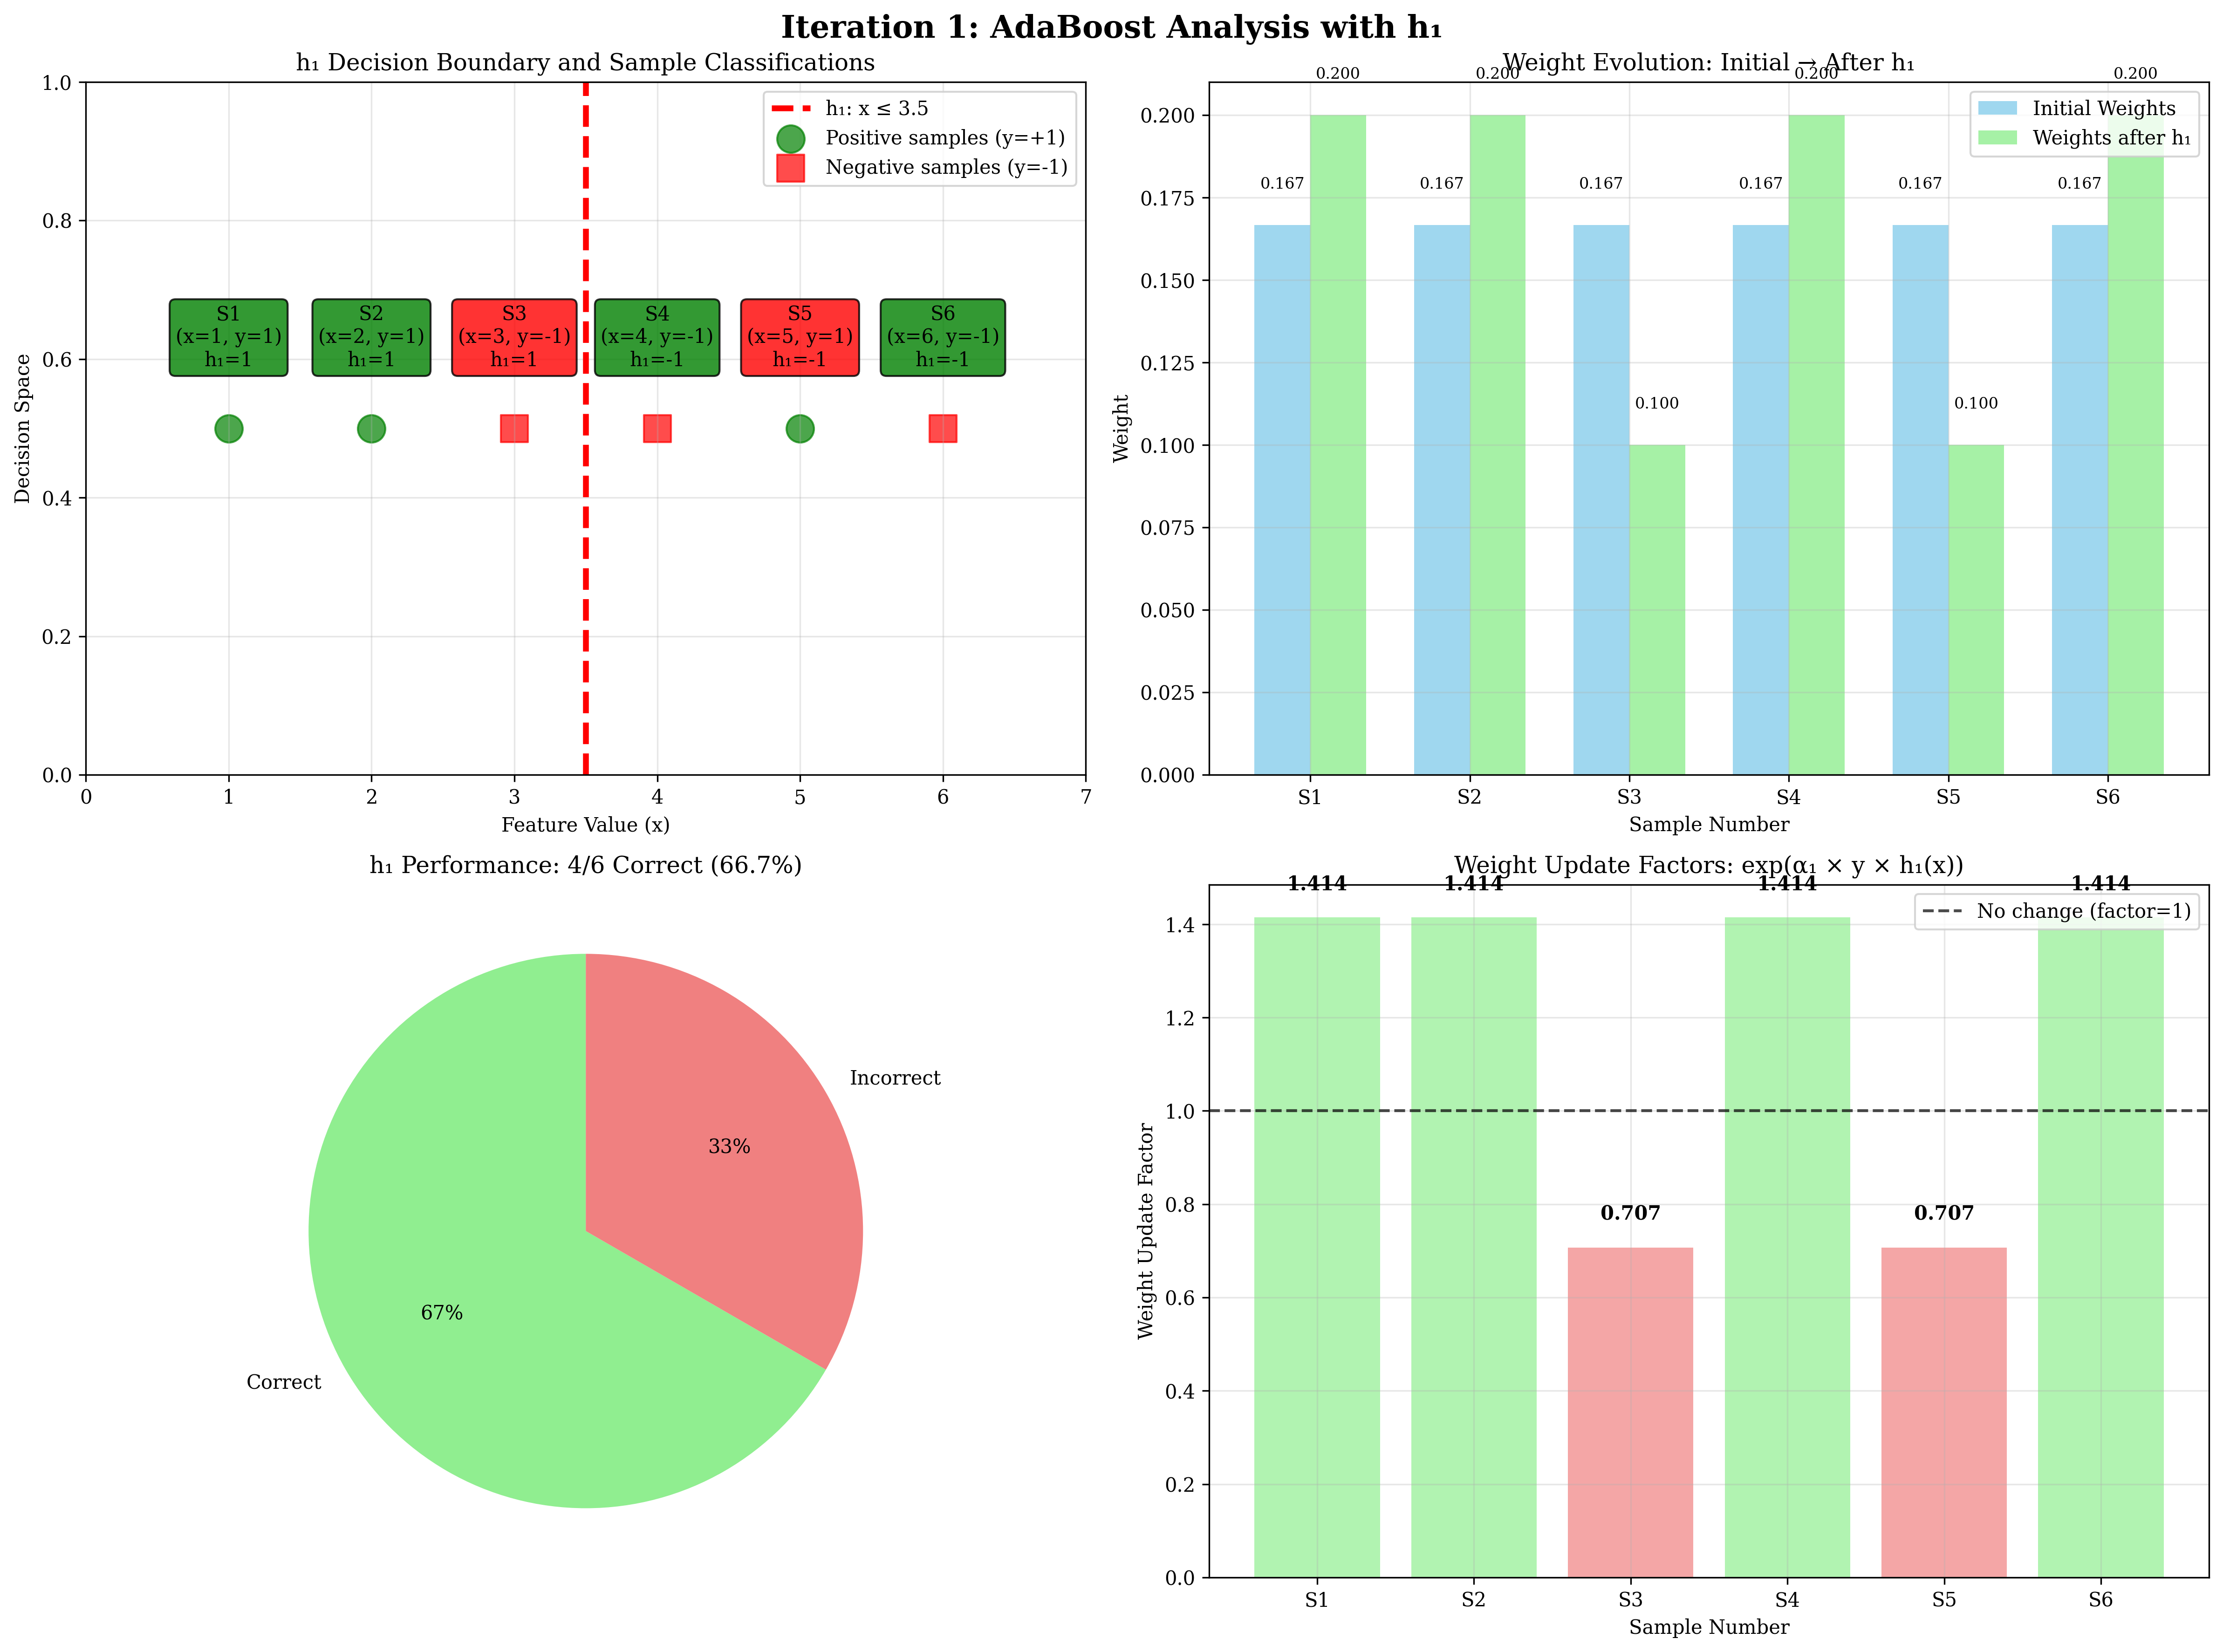 Iteration 1: AdaBoost Analysis with h₁
h₁ Decision Boundary and Sample Classifications
h₁: x ≤ 3.5
Positive samples (y=+1)
Negative samples (y=-1)
S1
(x=1, y=1)
h₁=1
S2
(x=2, y=1)
h₁=1
S3
(x=3, y=-1)
h₁=1
S4
(x=4, y=-1)
h₁=-1
S5
(x=5, y=1)
h₁=-1
S6
(x=6, y=-1)
h₁=-1
Decision Space
1.0
0.8
0.6
0.4
0.2
0.0
0 1 2 3 4 5 6 7
Feature Value (x)
Weight Evolution: Initial → After h₁
Initial Weights
Weights after h₁
0.200 0.200 0.200 0.200
0.167 0.167 0.167 0.167 0.167 0.167
0.100 0.100
Weight
0.200
0.175
0.150
0.125
0.100
0.075
0.050
0.025
0.000
S1 S2 S3 S4 S5 S6
Sample Number
h₁ Performance: 4/6 Correct (66.7%)
Incorrect
33%
67%
Correct
Weight Update Factors: exp(α₁ × y × h₁(x))
1.414 1.414 1.414 1.414
No change (factor=1)
0.707 0.707
Weight Update Factor
1.4
1.2
1.0
0.8
0.6
0.4
0.2
0.0
S1 S2 S3 S4 S5 S6
Sample Number